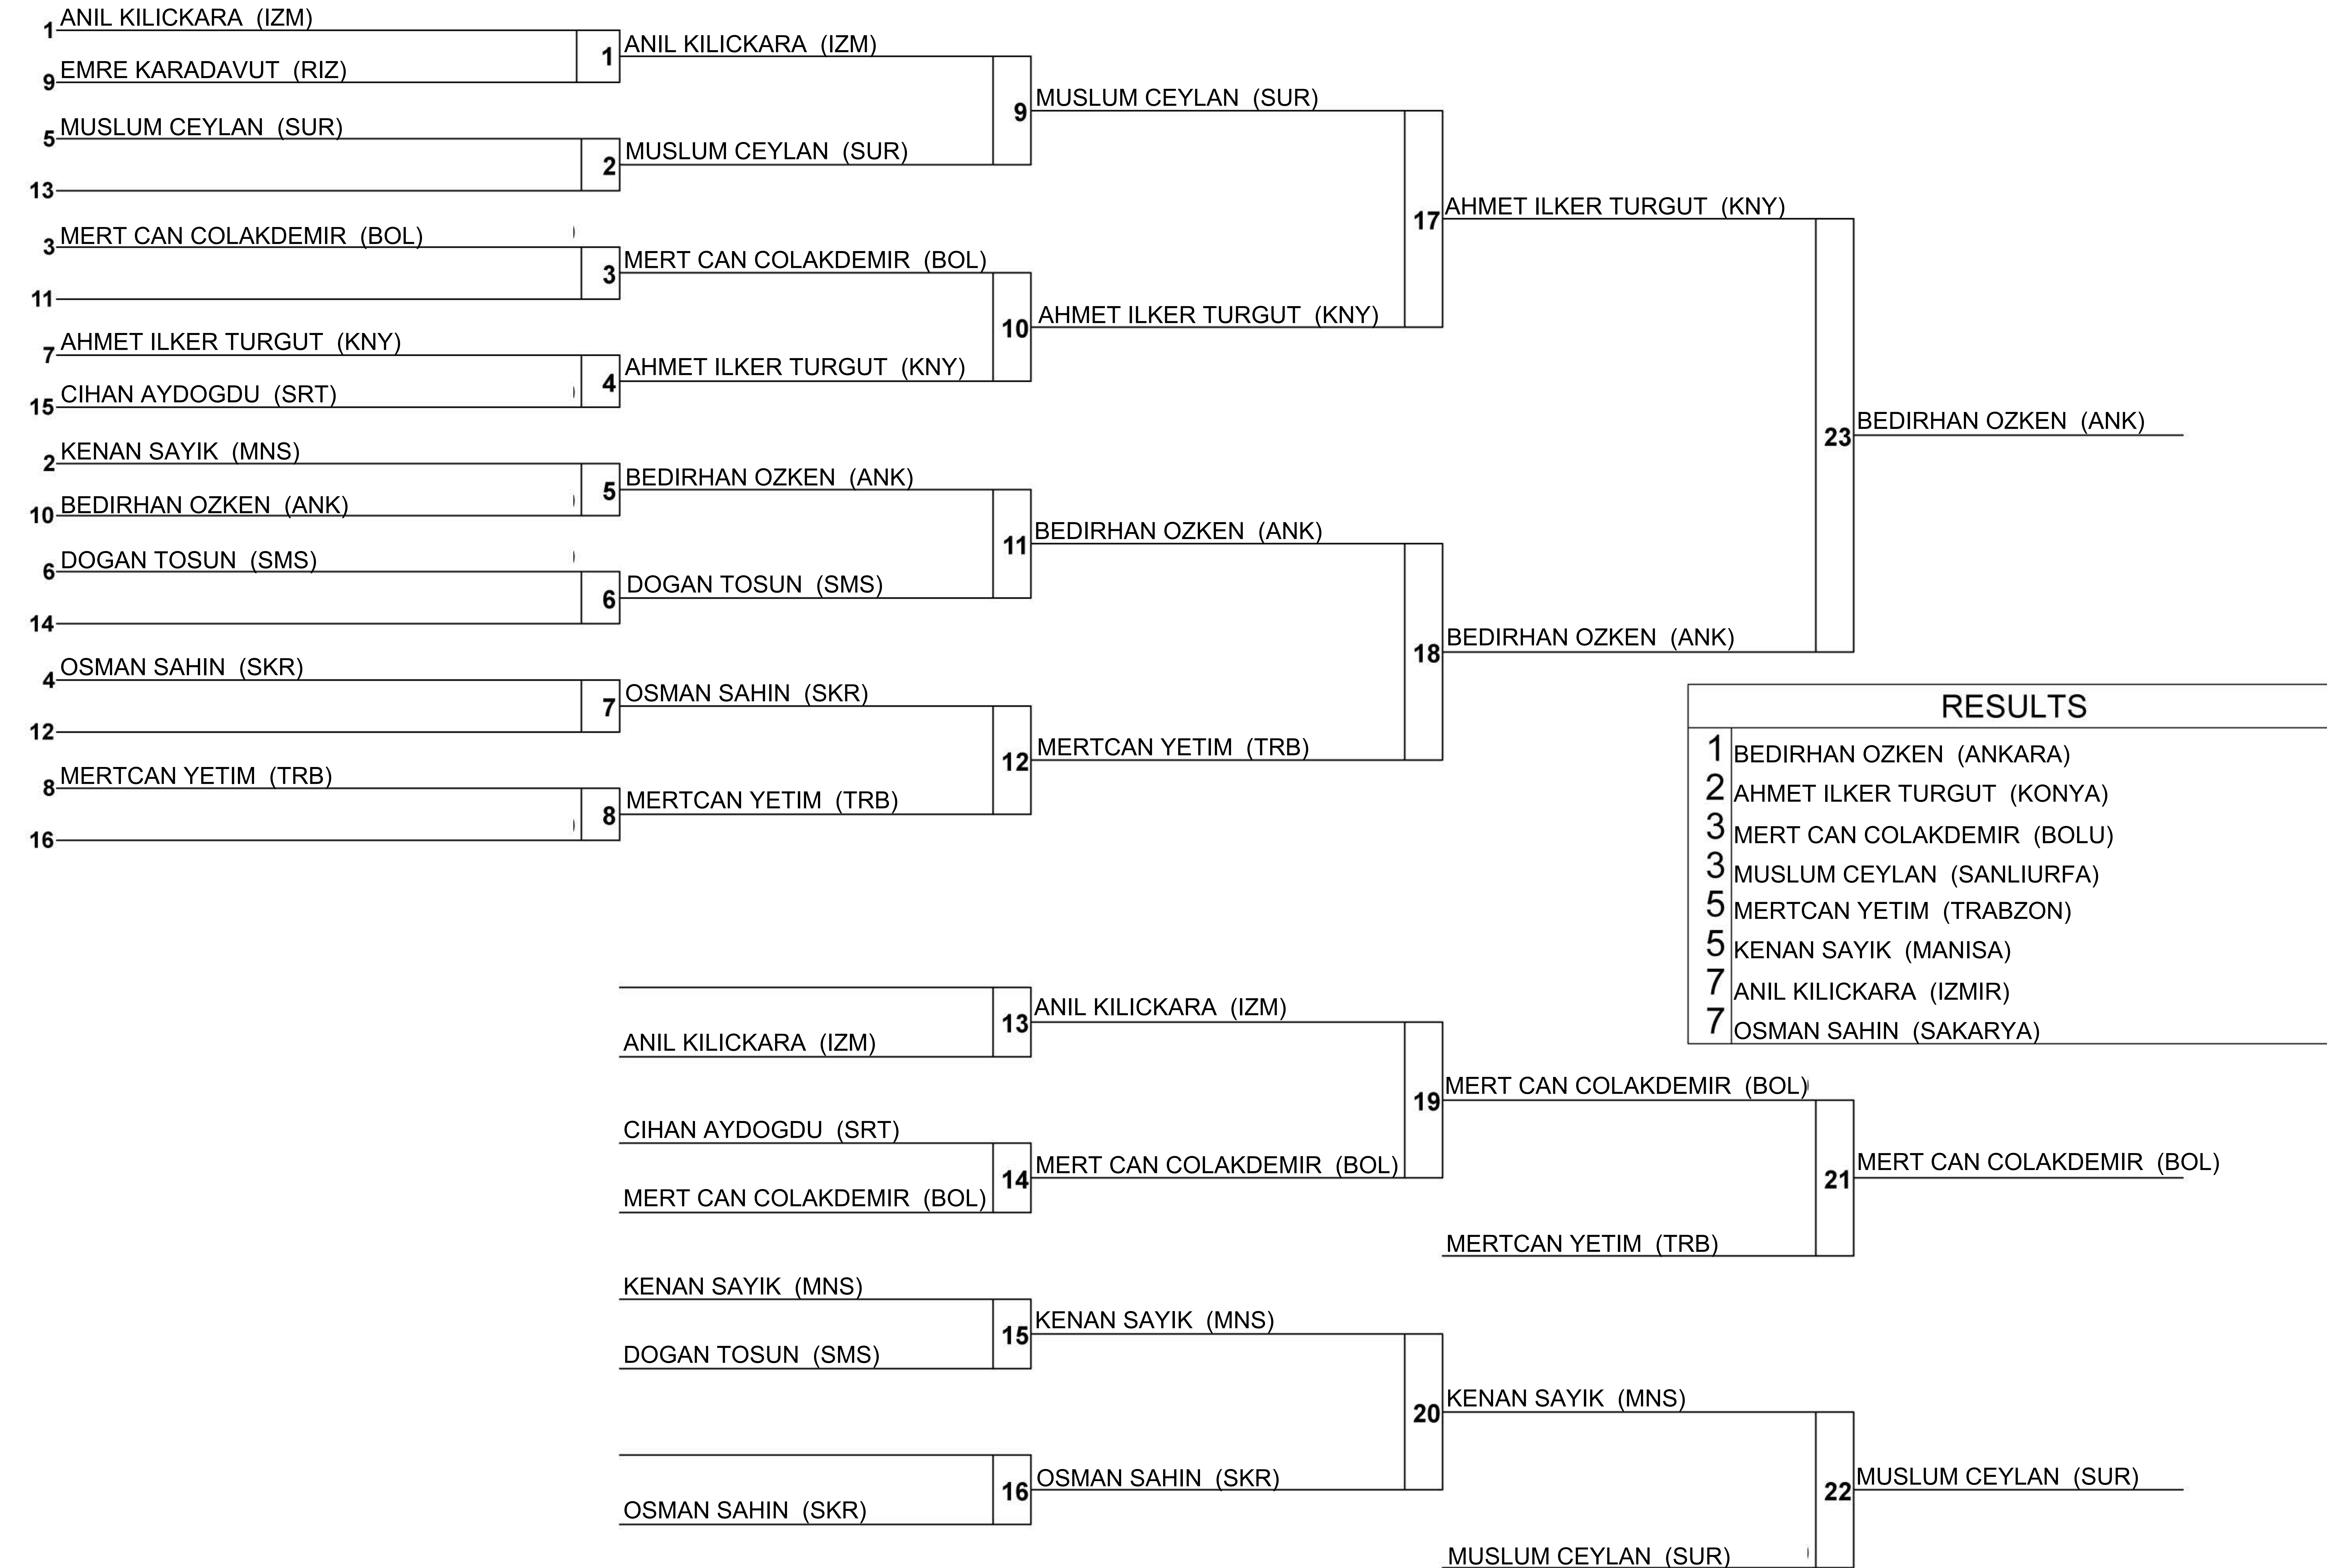 1 ANIL KILICKARA (IZM)
9 EMRE KARADAVUT (RIZ)
5 MUSLUM CEYLAN (SUR)
13
3 MERT CAN COLAKDEMIR (BOL)
11
7 AHMET ILKER TURGUT (KNY)
15 CIHAN AYDOGDU (SRT)
2 KENAN SAYIK (MNS)
10 BEDIRHAN OZKEN (ANK)
6 DOGAN TOSUN (SMS)
14
4 OSMAN SAHIN (SKR)
12
8 MERTCAN YETIM (TRB)
16
1 ANIL KILICKARA (IZM)
2 MUSLUM CEYLAN (SUR)
3 MERT CAN COLAKDEMIR (BOL)
4 AHMET ILKER TURGUT (KNY)
5 BEDIRHAN OZKEN (ANK)
6 DOGAN TOSUN (SMS)
7 OSMAN SAHIN (SKR)
8 MERTCAN YETIM (TRB)
9 MUSLUM CEYLAN (SUR)
10 AHMET ILKER TURGUT (KNY)
11 BEDIRHAN OZKEN (ANK)
12 MERTCAN YETIM (TRB)
17 AHMET ILKER TURGUT (KNY)
18 BEDIRHAN OZKEN (ANK)
23 BEDIRHAN OZKEN (ANK)
RESULTS
1 BEDIRHAN OZKEN (ANKARA)
2 AHMET ILKER TURGUT (KONYA)
3 MERT CAN COLAKDEMIR (BOLU)
3 MUSLUM CEYLAN (SANLIURFA)
5 MERTCAN YETIM (TRABZON)
5 KENAN SAYIK (MANISA)
7 ANIL KILICKARA (IZMIR)
7 OSMAN SAHIN (SAKARYA)
ANIL KILICKARA (IZM)
CIHAN AYDOGDU (SRT)
MERT CAN COLAKDEMIR (BOL)
KENAN SAYIK (MNS)
DOGAN TOSUN (SMS)
OSMAN SAHIN (SKR)
13 ANIL KILICKARA (IZM)
14 MERT CAN COLAKDEMIR (BOL)
15 KENAN SAYIK (MNS)
16 OSMAN SAHIN (SKR)
19 MERT CAN COLAKDEMIR (BOL)
MERTCAN YETIM (TRB)
20 KENAN SAYIK (MNS)
MUSLUM CEYLAN (SUR)
21 MERT CAN COLAKDEMIR (BOL)
22 MUSLUM CEYLAN (SUR)